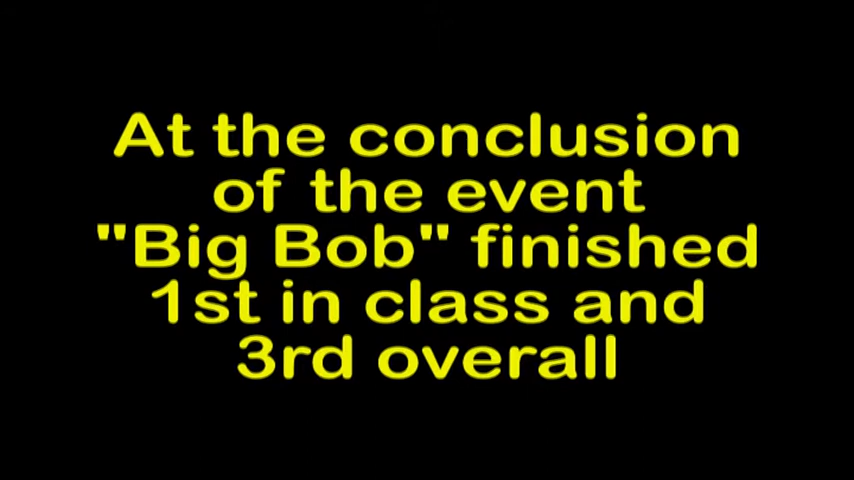 At the conclusion
of the event
"Big Bob" finished
1st in class and
3rd overall